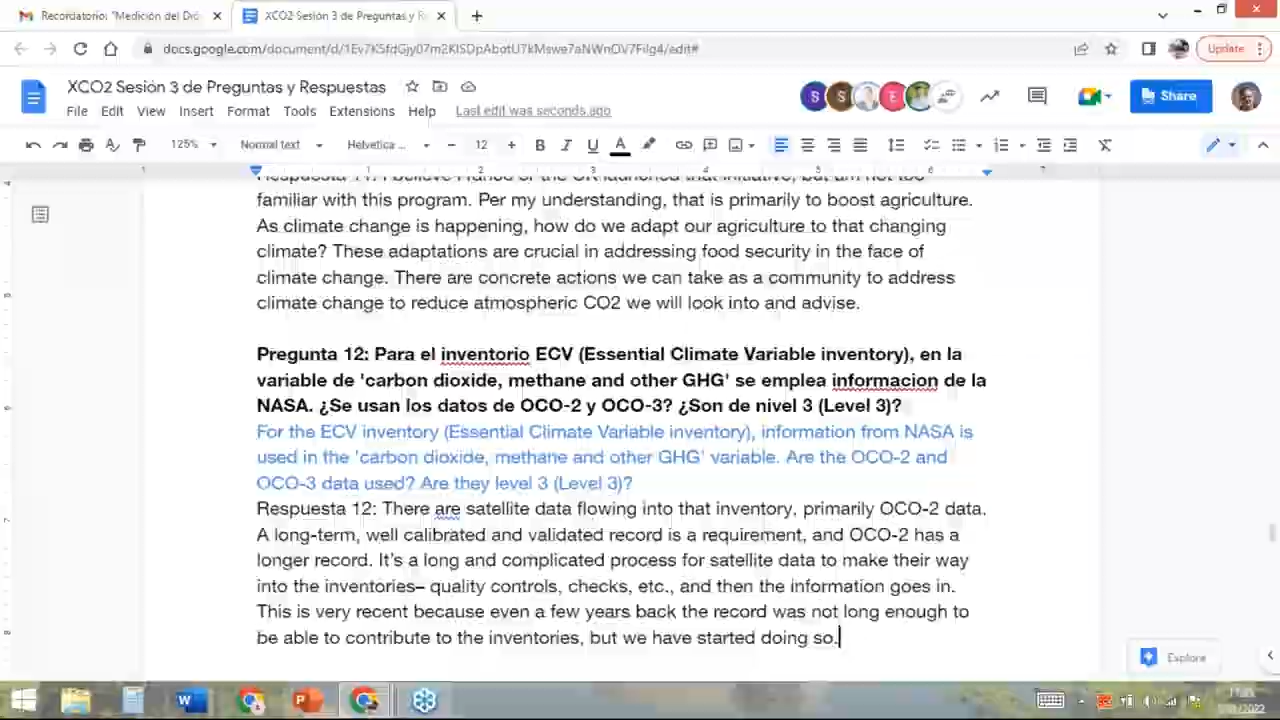 Recordatorio: "Medición del Dió
XCO2 Sesión 3 de Preguntas y R
Update
XCO2 Sesión 3 de Preguntas y Respuestas
File Edit View Insert Format Tools Extensions Help Last edit was seconds ago
S S E
Share
125% Normal text Helvetica ... 12 B I U A
familiar with this program. Per my understanding, that is primarily to boost agriculture.
As climate change is happening, how do we adapt our agriculture to that changing
climate? These adaptations are crucial in addressing food security in the face of
climate change. There are concrete actions we can take as a community to address
climate change to reduce atmospheric CO2 we will look into and advise.
Pregunta 12: Para el inventorio ECV (Essential Climate Variable inventory), en la
variable de 'carbon dioxide, methane and other GHG' se emplea informacion de la
NASA. ¿Se usan los datos de OCO-2 y OCO-3? ¿Son de nivel 3 (Level 3)?
For the ECV inventory (Essential Climate Variable inventory), information from NASA is
used in the 'carbon dioxide, methane and other GHG' variable. Are the OCO-2 and
OCO-3 data used? Are they level 3 (Level 3)?
Respuesta 12: There are satellite data flowing into that inventory, primarily OCO-2 data.
A long-term, well calibrated and validated record is a requirement, and OCO-2 has a
longer record. It's a long and complicated process for satellite data to make their way
into the inventories– quality controls, checks, etc., and then the information goes in.
This is very recent because even a few years back the record was not long enough to
be able to contribute to the inventories, but we have started doing so.
Explore